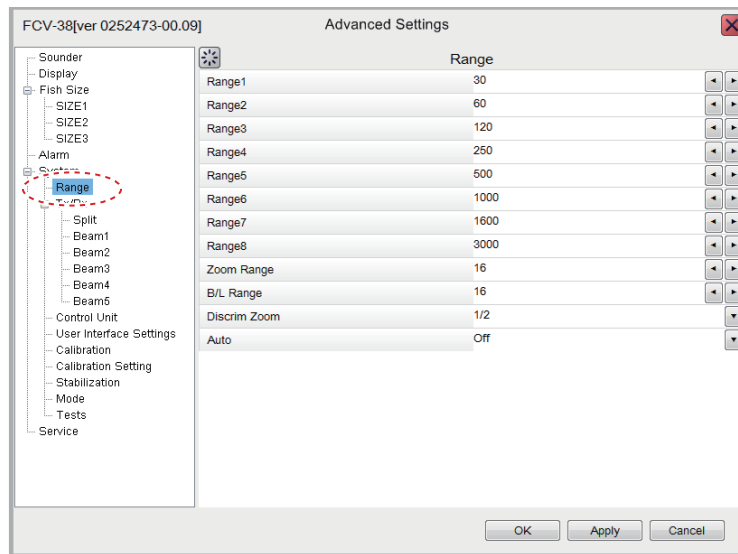 FCV-38[ver 0252473-00.09]
Advanced Settings
Sounder
Display
Fish Size
SIZE1
SIZE2
SIZE3
Alarm
System
Range
Tx/Rx
Split
Beam1
Beam2
Beam3
Beam4
Beam5
Control Unit
User Interface Settings
Calibration
Calibration Setting
Stabilization
Mode
Tests
Service
Range
Range1 30
Range2 60
Range3 120
Range4 250
Range5 500
Range6 1000
Range7 1600
Range8 3000
Zoom Range 16
B/L Range 16
Discrim Zoom 1/2
Auto Off
OK Apply Cancel